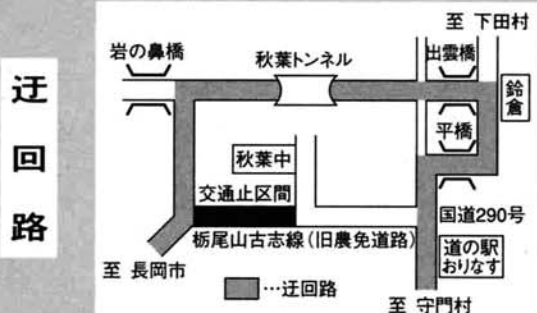 迂回路
至 下田村
岩の鼻橋
秋葉トンネル
出雲橋
鈴倉
平橋
秋葉中
交通止区間
国道290号
栃尾山古志線(旧農免道路)
道の駅
おりなす
至 長岡市
…迂回路
至 守門村